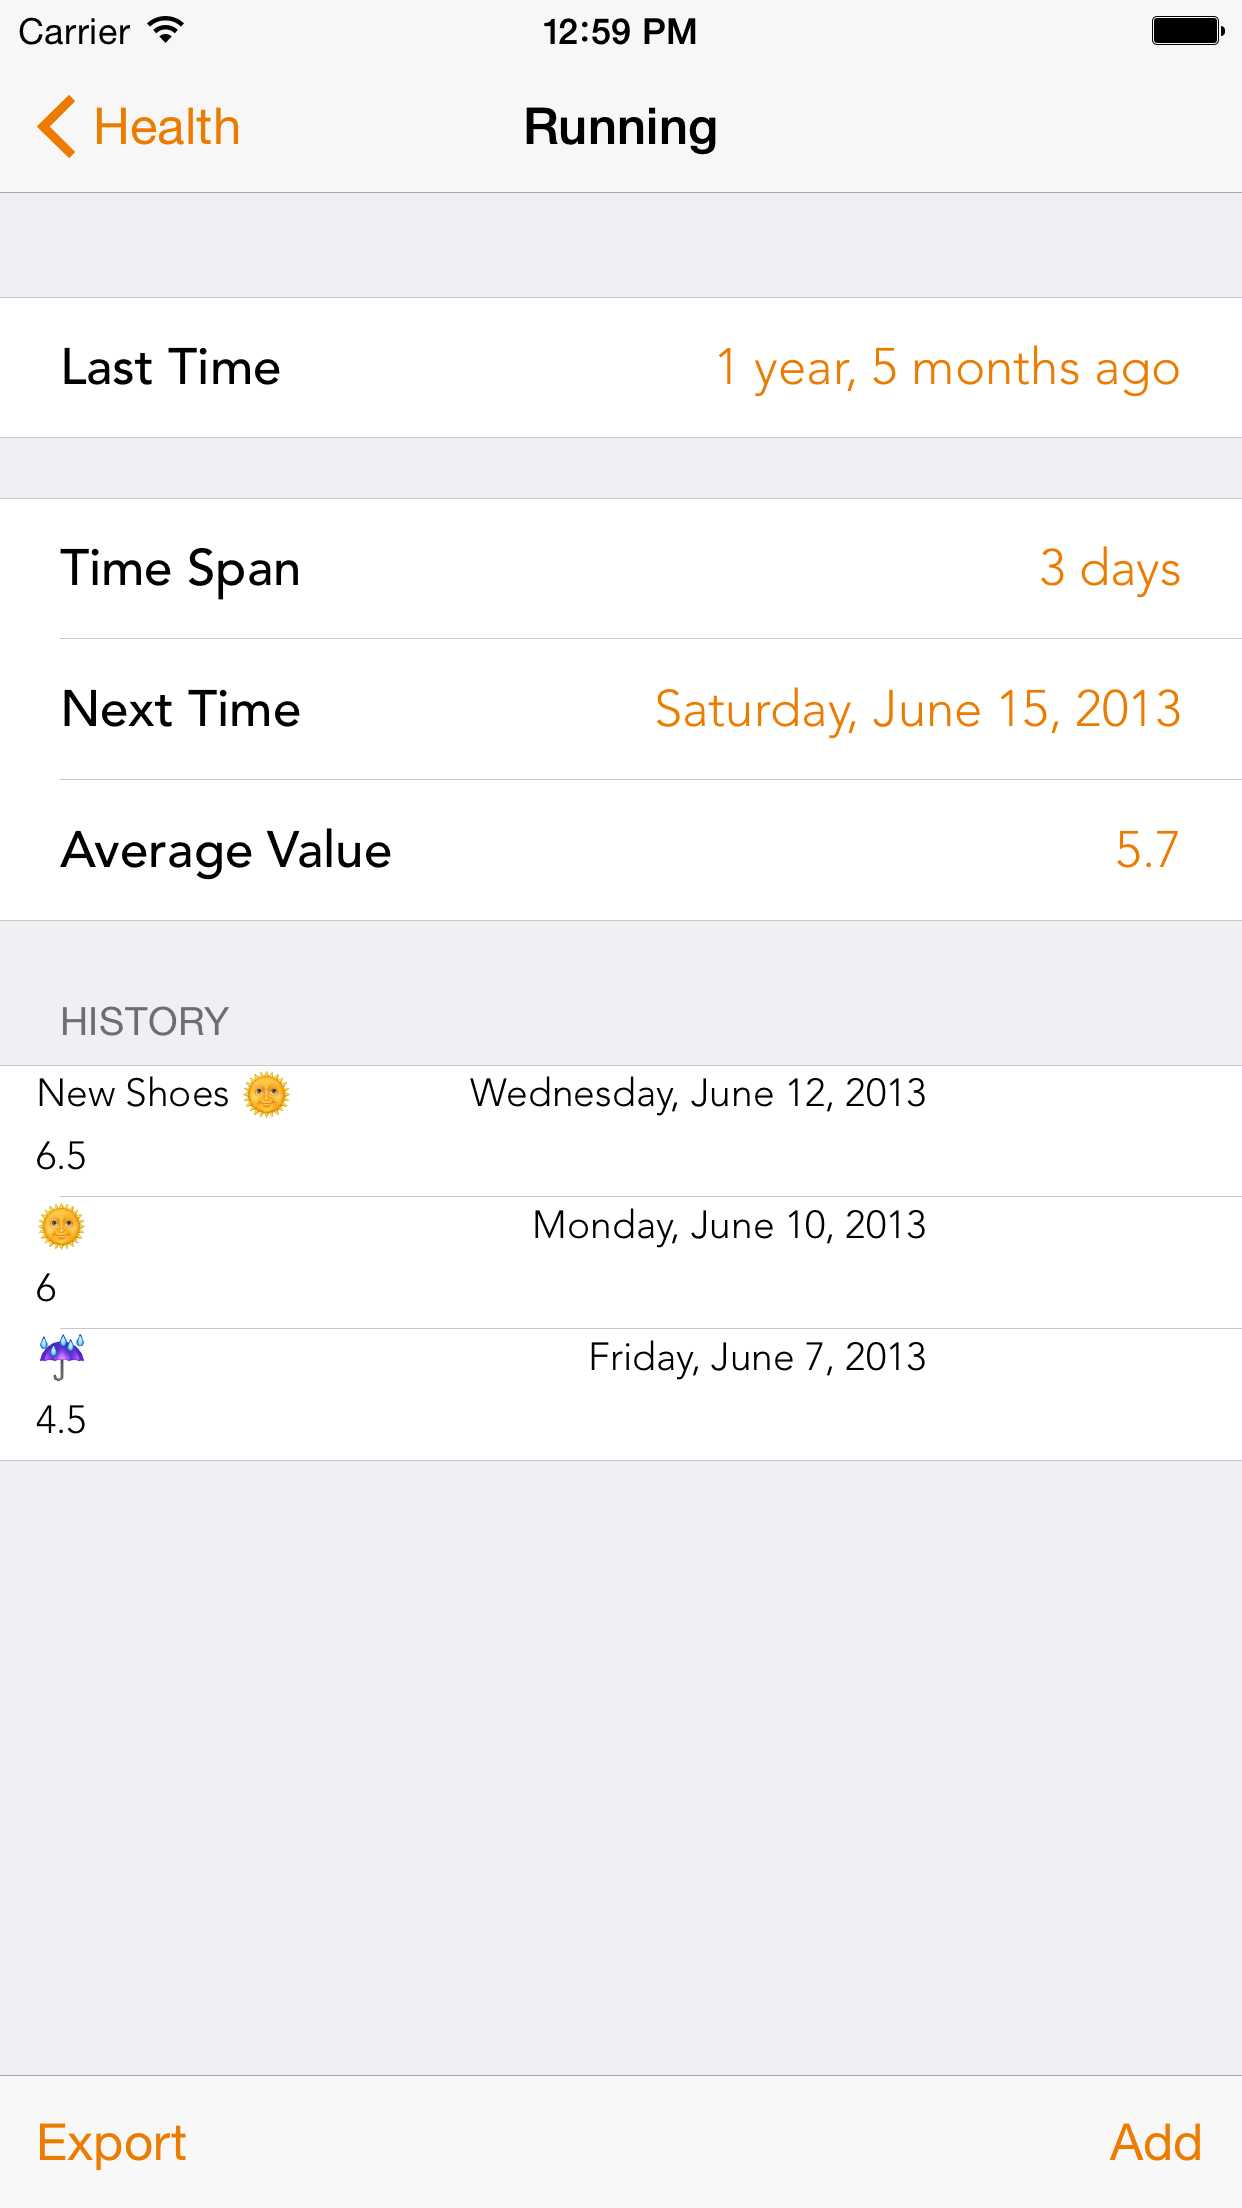 Carrier 12:59 PM
Health Running
Last Time 1 year, 5 months ago
Time Span 3 days
Next Time Saturday, June 15, 2013
Average Value 5.7
HISTORY
New Shoes 🌞 Wednesday, June 12, 2013
6.5
🌞 Monday, June 10, 2013
6
☔ Friday, June 7, 2013
4.5
Export Add